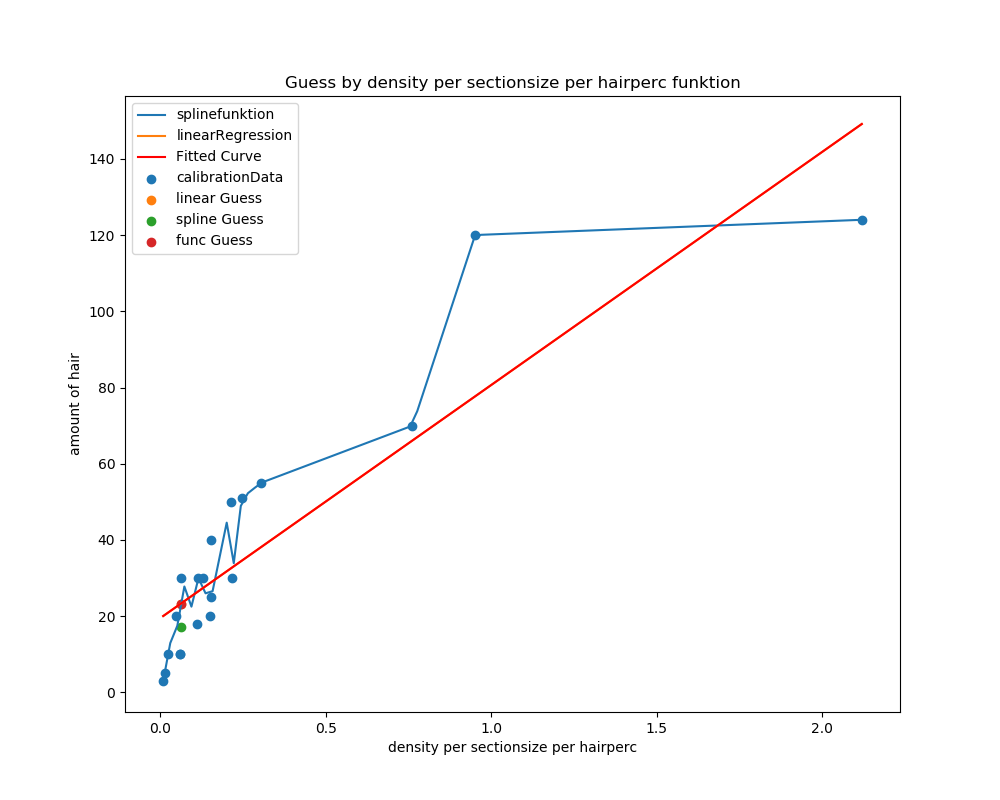 Guess by density per sectionsize per hairperc funktion
splinefunktion
linearRegression
Fitted Curve
calibrationData
linear Guess
spline Guess
func Guess
140
120
100
80
60
40
20
0
amount of hair
0.0 0.5 1.0 1.5 2.0
density per sectionsize per hairperc